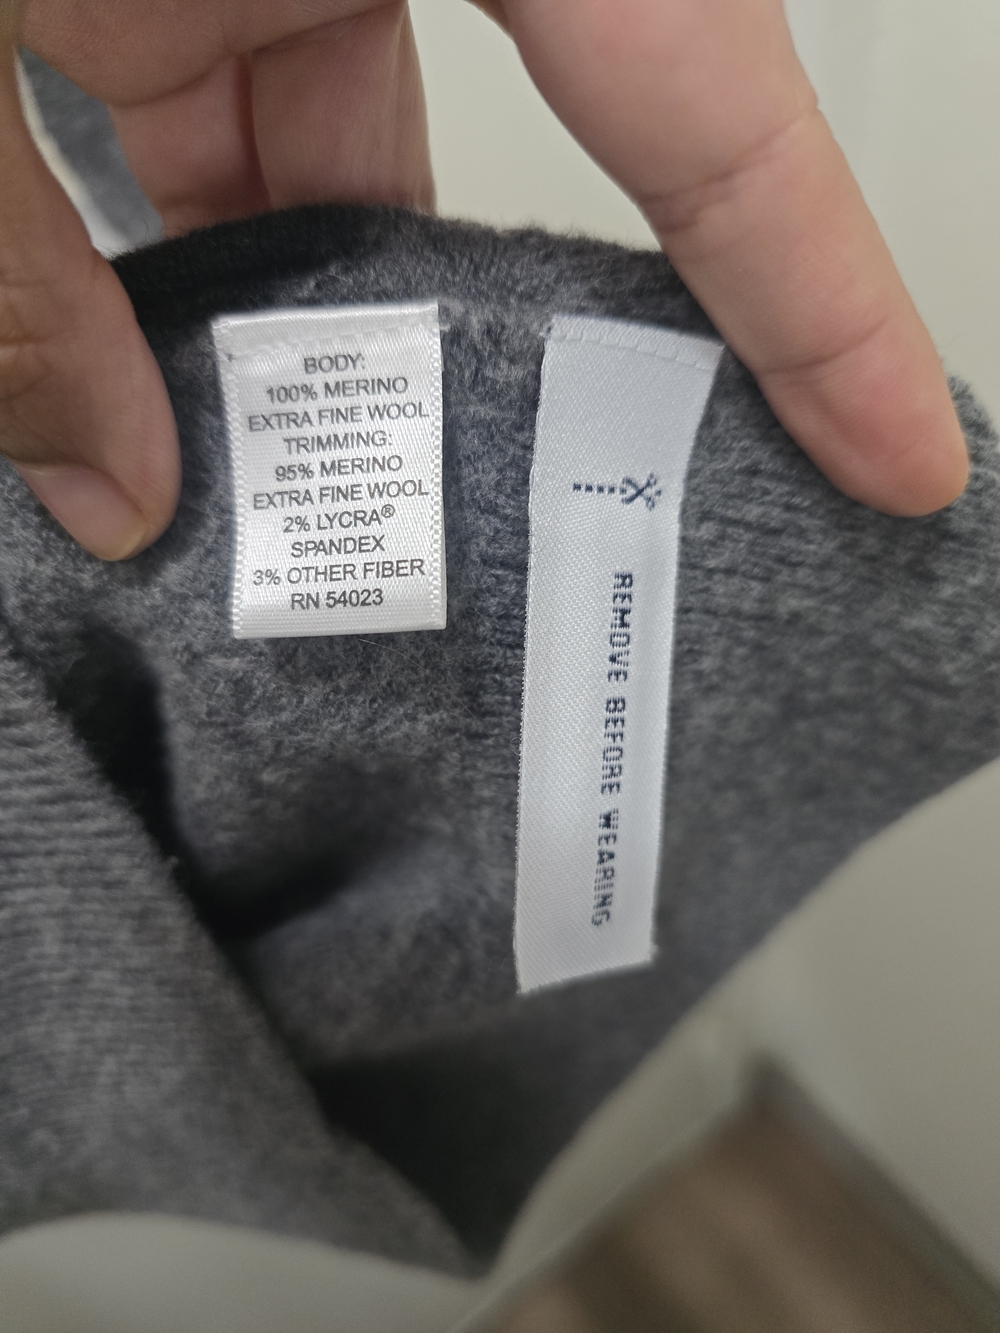 BODY:
100% MERINO
EXTRA FINE WOOL
TRIMMING:
95% MERINO
EXTRA FINE WOOL
2% LYCRA®
SPANDEX
3% OTHER FIBER
RN 54023
REMOVE BEFORE WEARING